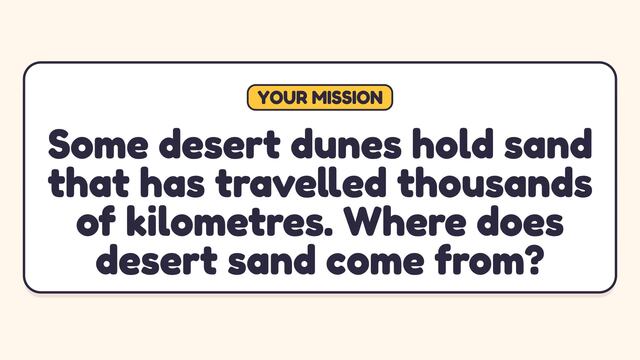 YOUR MISSION
Some desert dunes hold sand
that has travelled thousands
of kilometres. Where does
desert sand come from?